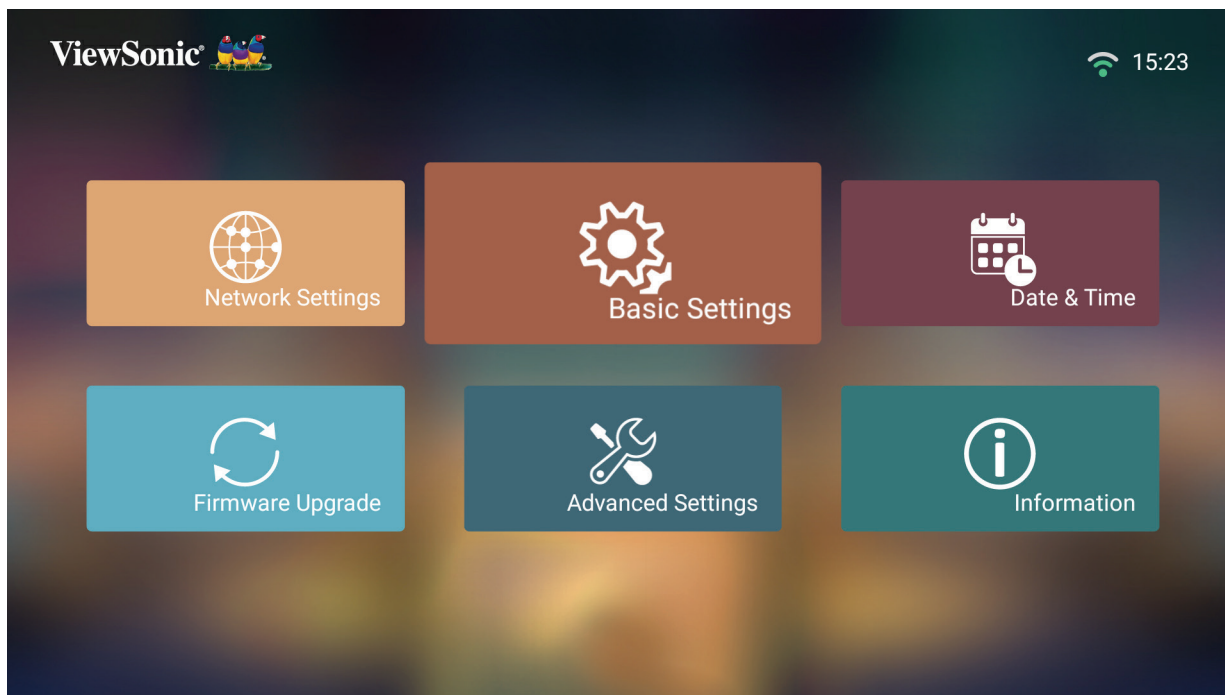 ViewSonic®
15:23
Network Settings
Basic Settings
Date & Time
Firmware Upgrade
Advanced Settings
Information